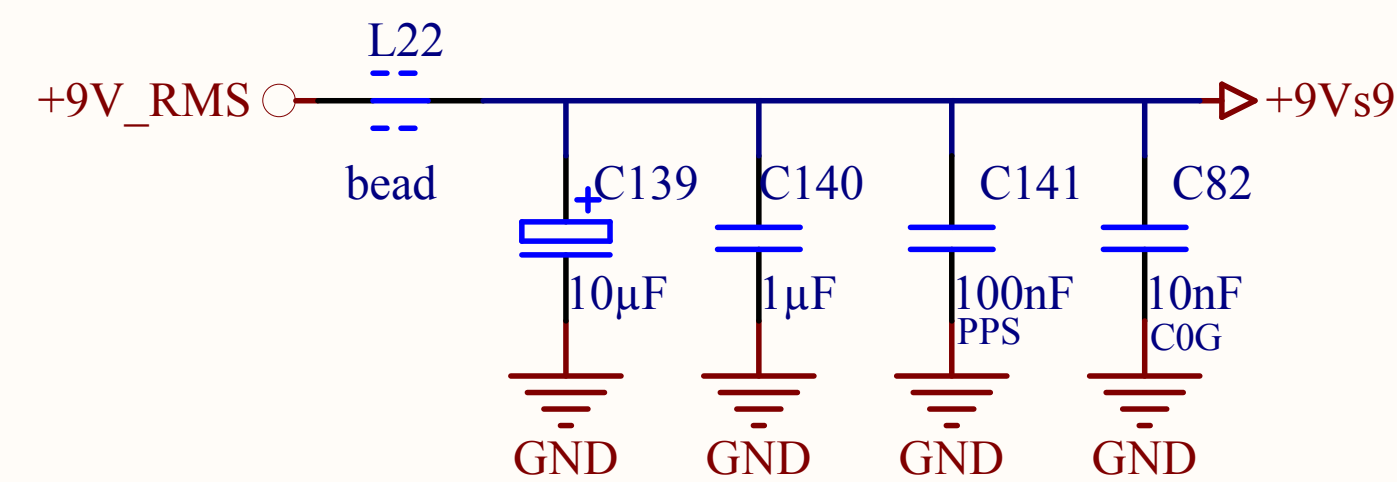 L22
+9V_RMS
+9Vs9
bead
C139
C140
C141
C82
10µF
1µF
100nF
10nF
PPS
C0G
GND
GND
GND
GND